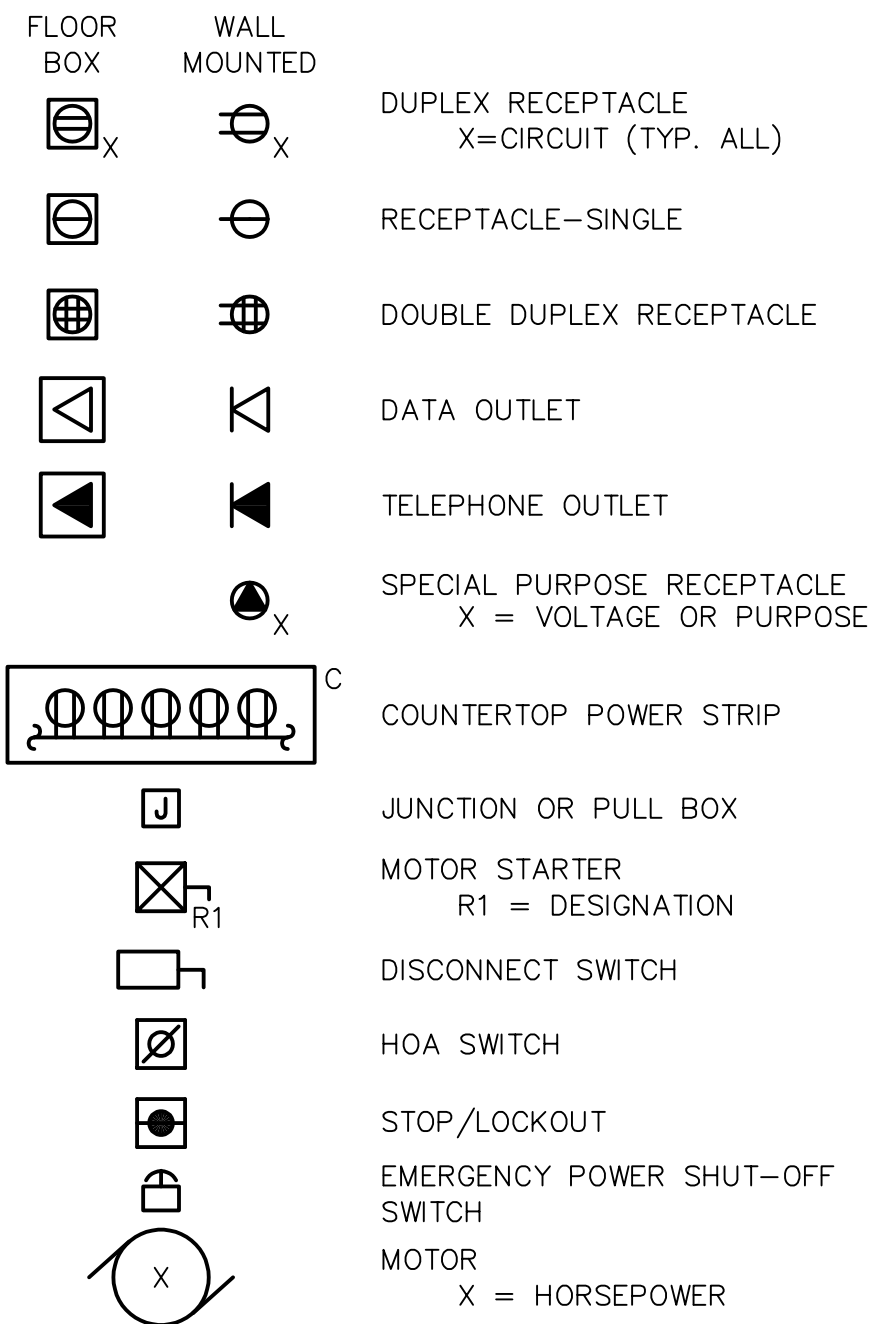 FLOOR BOX
WALL MOUNTED
X
X
DUPLEX RECEPTACLE
X=CIRCUIT (TYP. ALL)
RECEPTACLE-SINGLE
DOUBLE DUPLEX RECEPTACLE
DATA OUTLET
TELEPHONE OUTLET
X
SPECIAL PURPOSE RECEPTACLE
X = VOLTAGE OR PURPOSE
C
COUNTERTOP POWER STRIP
J
JUNCTION OR PULL BOX
R1
MOTOR STARTER
R1 = DESIGNATION
DISCONNECT SWITCH
HOA SWITCH
STOP/LOCKOUT
EMERGENCY POWER SHUT-OFF
SWITCH
X
MOTOR
X = HORSEPOWER